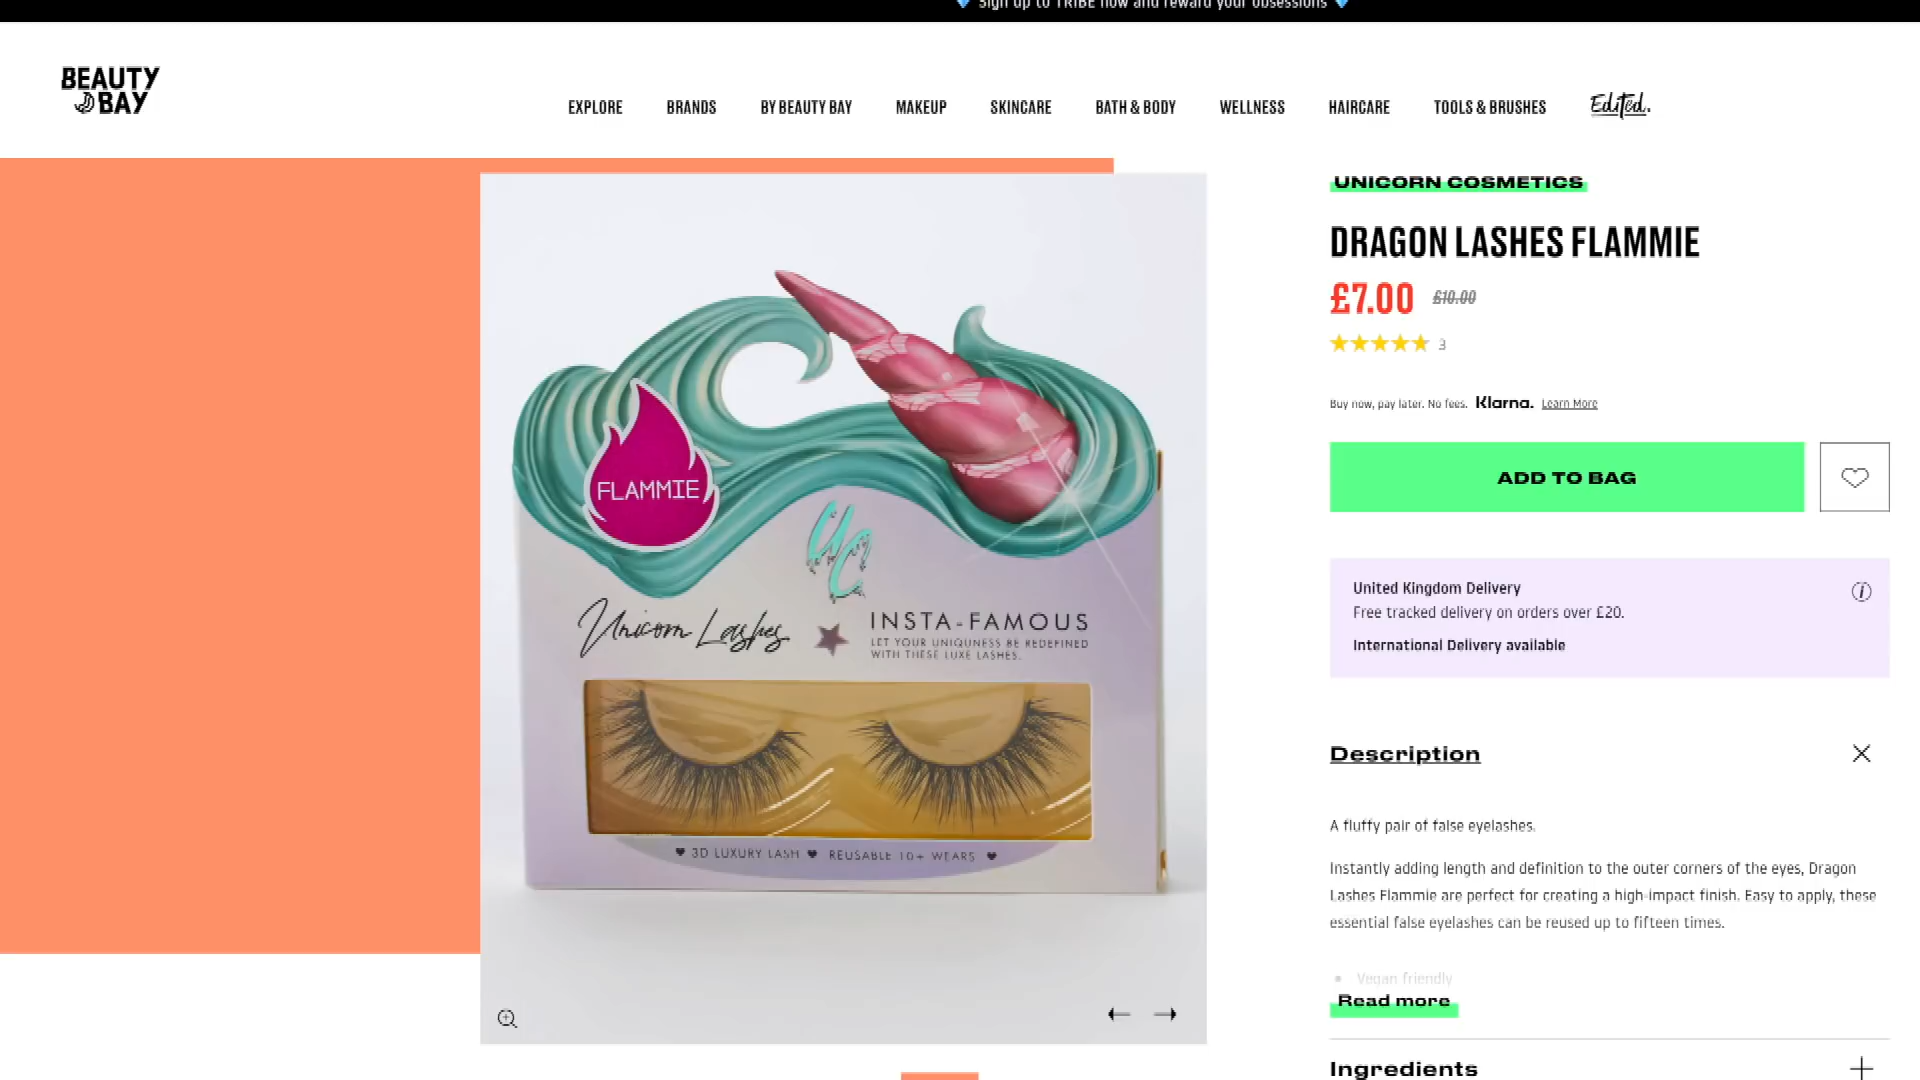 Sign up to TRIBE now and reward your obsessions
BEAUTY
BAY
EXPLORE
BRANDS
BY BEAUTY BAY
MAKEUP
SKINCARE
BATH & BODY
WELLNESS
HAIRCARE
TOOLS & BRUSHES
Edited.
UNICORN COSMETICS
DRAGON LASHES FLAMMIE
£7.00 £10.00
3
Buy now, pay later. No fees. Klarna. Learn More
ADD TO BAG
United Kingdom Delivery
Free tracked delivery on orders over £20.
International Delivery available
Description
A fluffy pair of false eyelashes.
Instantly adding length and definition to the outer corners of the eyes, Dragon
Lashes Flammie are perfect for creating a high-impact finish. Easy to apply, these
essential false eyelashes can be reused up to fifteen times.
Vegan friendly
Read more
Ingredients
FLAMMIE
UC
Unicorn Lashes
INSTA-FAMOUS
LET YOUR UNIQUNESS BE REDEFINED
WITH THESE LUXE LASHES.
3D LUXURY LASH
REUSABLE 10+ WEARS